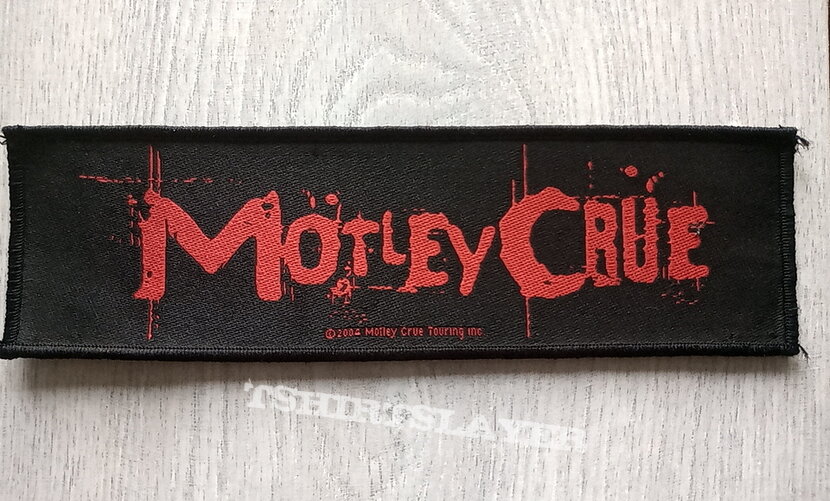 MÖTLEY CRÜE
©2004 Motley Crue Touring Inc
TSHIRTSLAYER